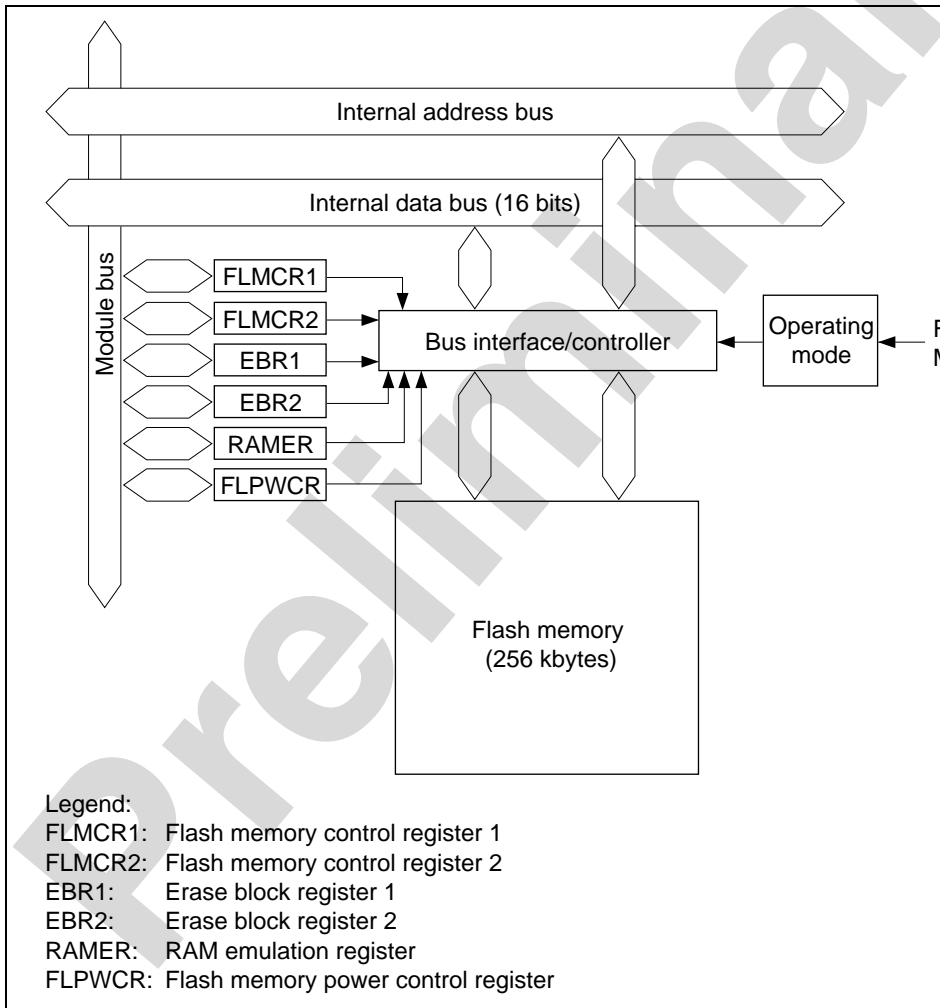 Internal address bus
Internal data bus (16 bits)
Module bus
FLMCR1
FLMCR2
EBR1
EBR2
RAMER
FLPWCR
Bus interface/controller
Operating
mode
Flash memory
(256 kbytes)
Legend:
FLMCR1: Flash memory control register 1
FLMCR2: Flash memory control register 2
EBR1: Erase block register 1
EBR2: Erase block register 2
RAMER: RAM emulation register
FLPWCR: Flash memory power control register